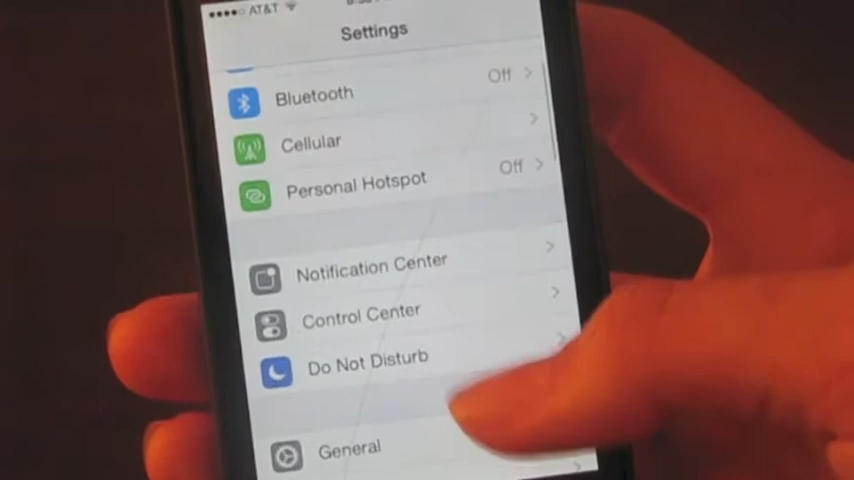 AT&T
Settings
Bluetooth Off
Cellular
Personal Hotspot Off
Notification Center
Control Center
Do Not Disturb
General